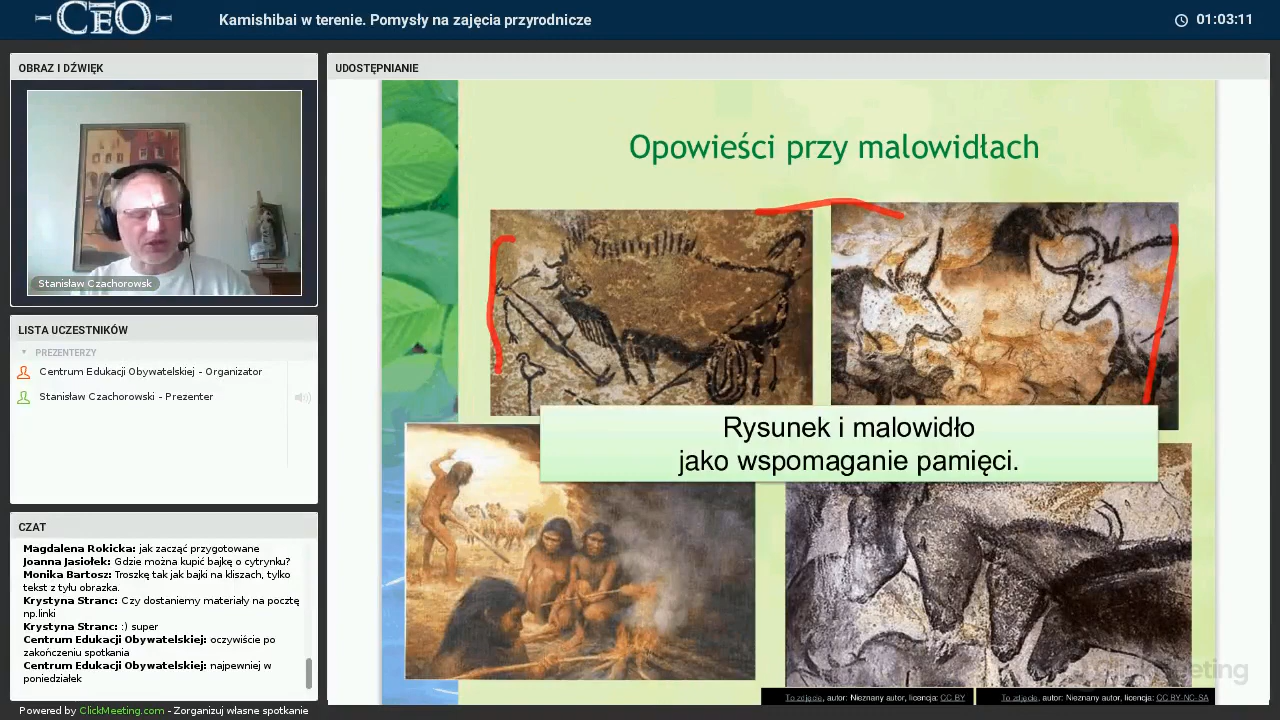 CEO
Kamishibai w terenie. Pomysły na zajęcia przyrodnicze
01:03:11
OBRAZ I DŹWIĘK
Stanisław Czachorowsk
LISTA UCZESTNIKÓW
PREZENTERZY
Centrum Edukacji Obywatelskiej - Organizator
Stanisław Czachorowski - Prezenter
CZAT
Magdalena Rokicka: jak zacząć przygotowane
Joanna Jasiołek: Gdzie można kupić bajkę o cytrynku?
Monika Bartosz: Troszkę tak jak bajki na kliszach, tylko
tekst z tyłu obrazka.
Krystyna Stranc: Czy dostaniemy materiały na pocztę
np.linki
Krystyna Stranc: :) super
Centrum Edukacji Obywatelskiej: oczywiście po
zakończeniu spotkania
Centrum Edukacji Obywatelskiej: najpewniej w
poniedziałek
Powered by ClickMeeting.com - Zorganizuj własne spotkanie
UDOSTĘPNIANIE
Opowieści przy malowidłach
Rysunek i malowidło
jako wspomaganie pamięci.
To zdjęcie, autor: Nieznany autor, licencja: CC BY
To zdjęcie, autor: Nieznany autor, licencja: CC BY-NC-SA